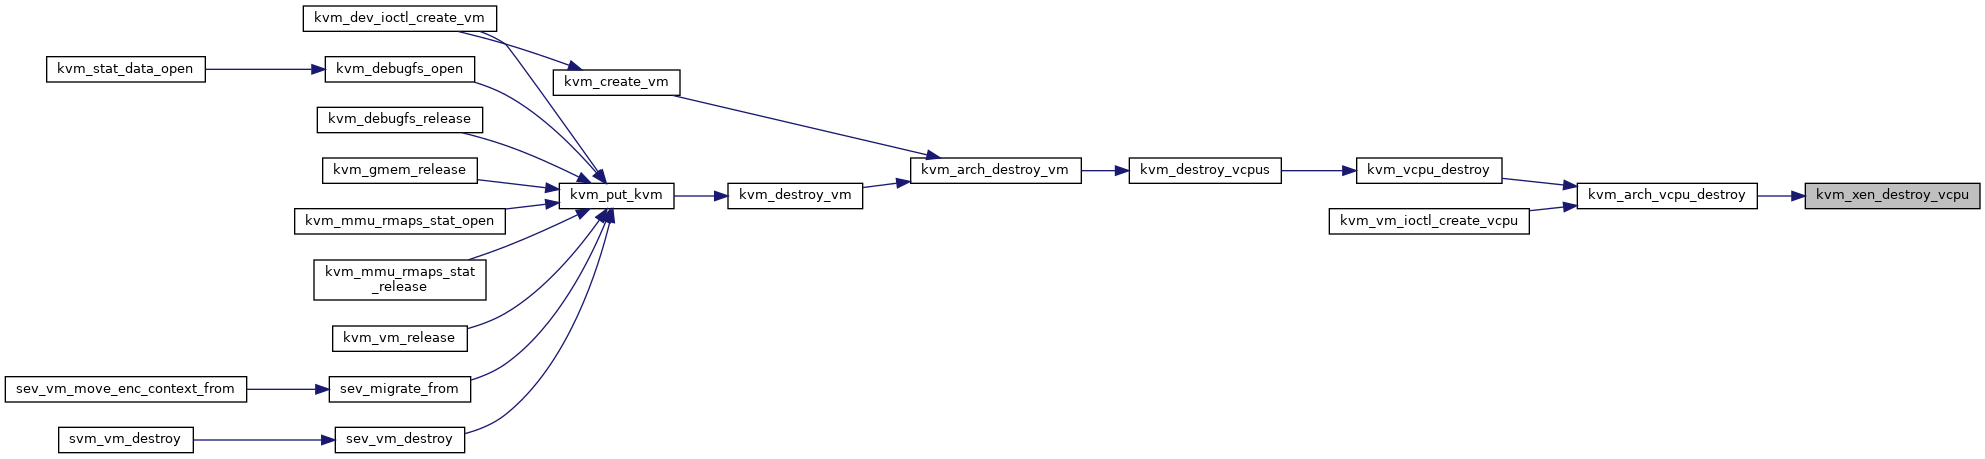 kvm_dev_ioctl_create_vm
kvm_stat_data_open
kvm_debugfs_open
kvm_create_vm
kvm_debugfs_release
kvm_gmem_release
kvm_arch_destroy_vm
kvm_destroy_vcpus
kvm_vcpu_destroy
kvm_put_kvm
kvm_destroy_vm
kvm_arch_vcpu_destroy
kvm_xen_destroy_vcpu
kvm_mmu_rmaps_stat_open
kvm_vm_ioctl_create_vcpu
kvm_mmu_rmaps_stat
_release
kvm_vm_release
sev_vm_move_enc_context_from
sev_migrate_from
svm_vm_destroy
sev_vm_destroy